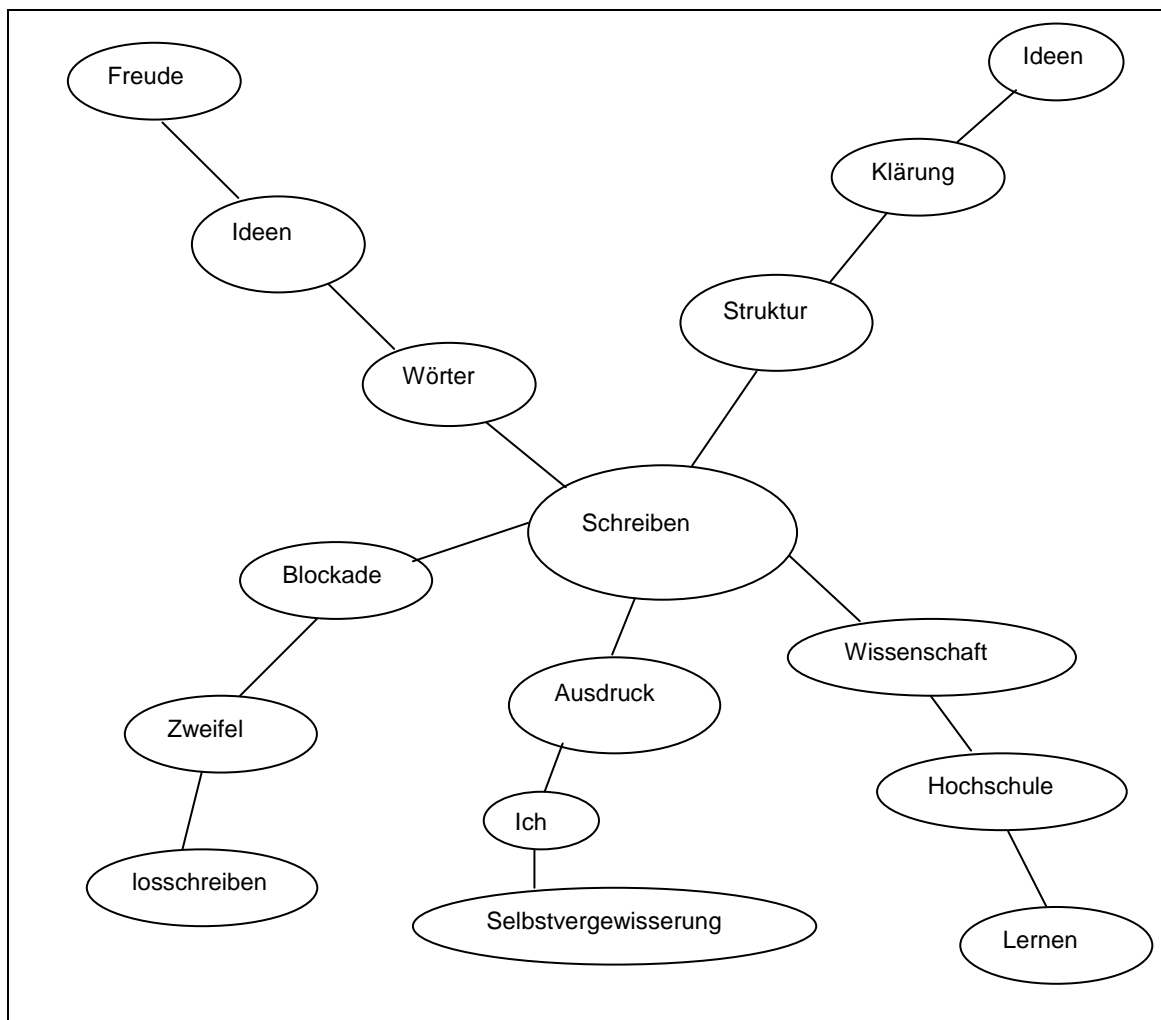 Ideen
Freude
Klärung
Ideen
Struktur
Wörter
Schreiben
Blockade
Wissenschaft
Ausdruck
Zweifel
Hochschule
Ich
losschreiben
Selbstvergewisserung
Lernen